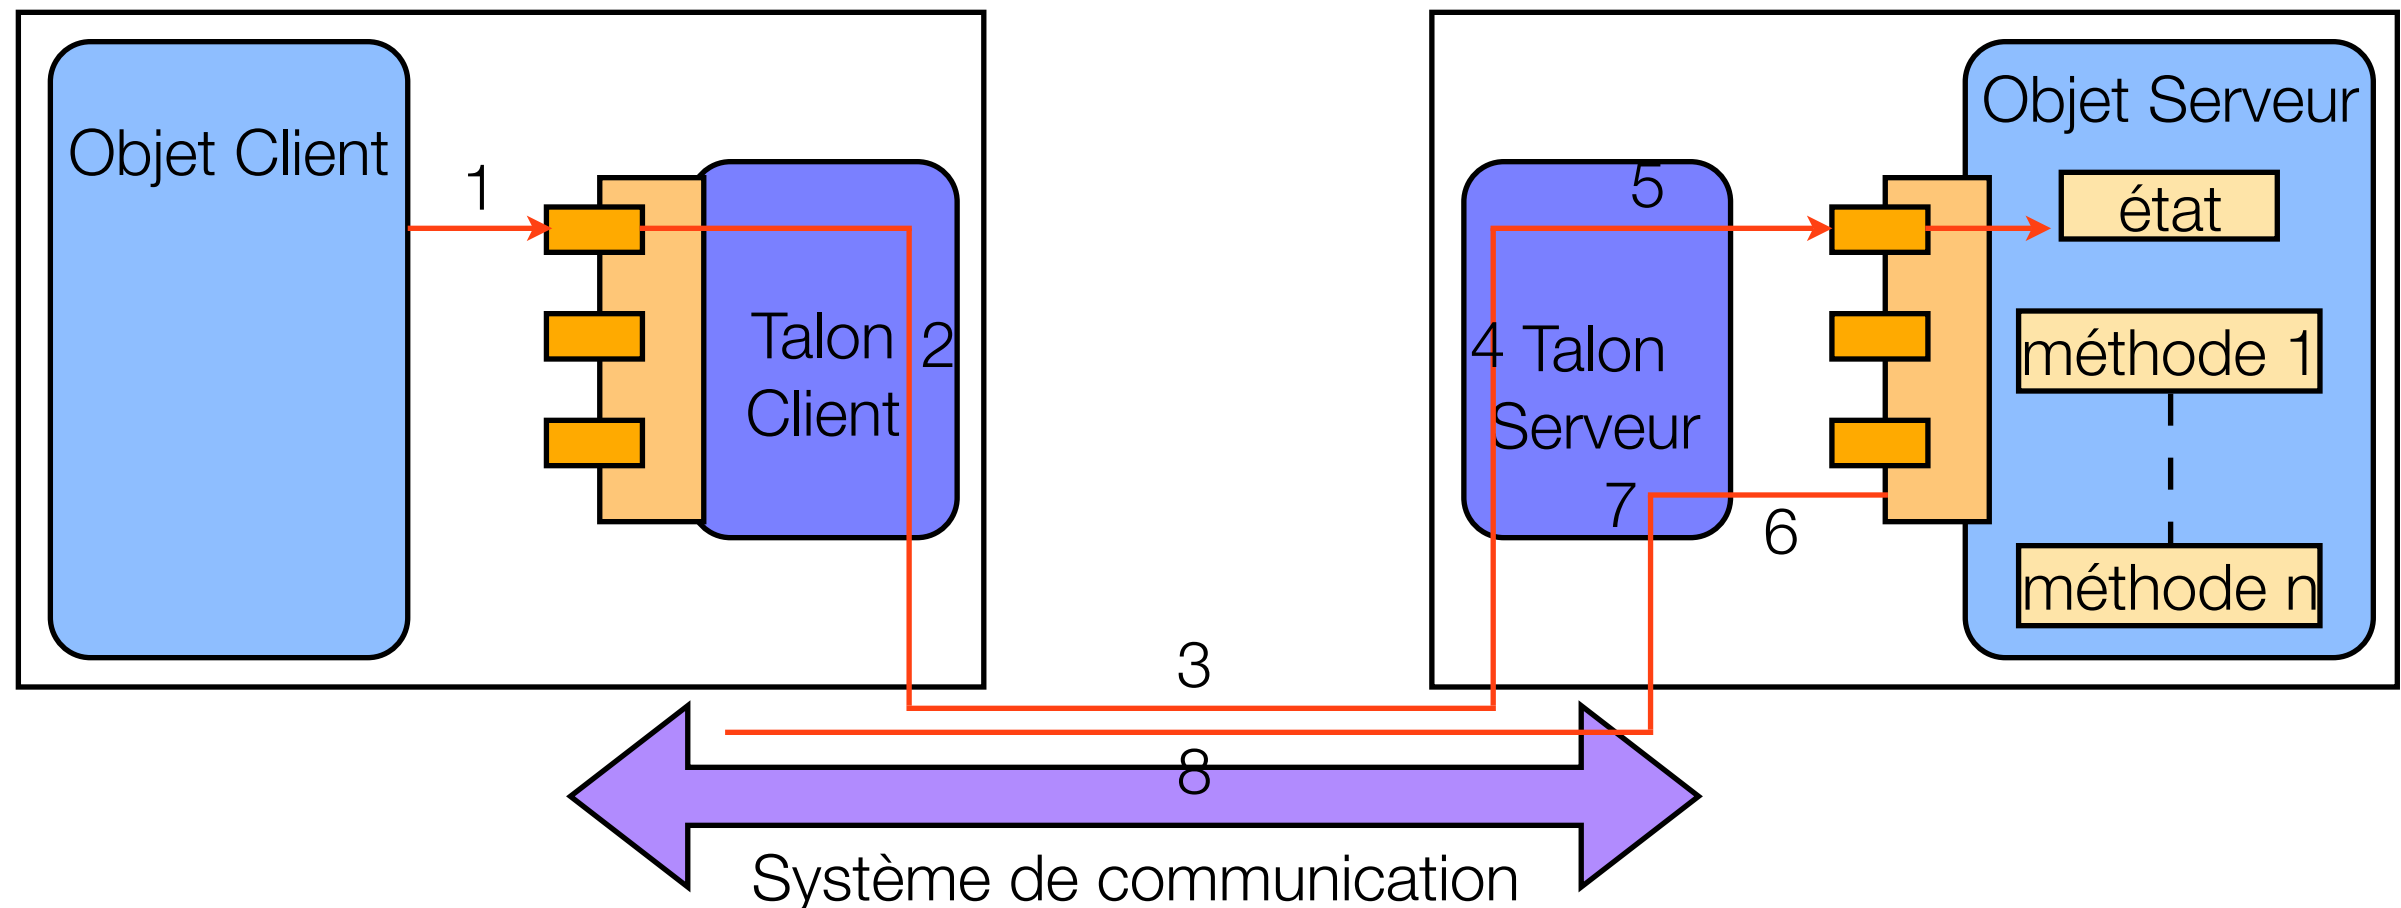 Objet Client
1
Talon
Client
2
3
4
Talon
Serveur
5
7
6
8
Objet Serveur
état
méthode 1
méthode n
Système de communication